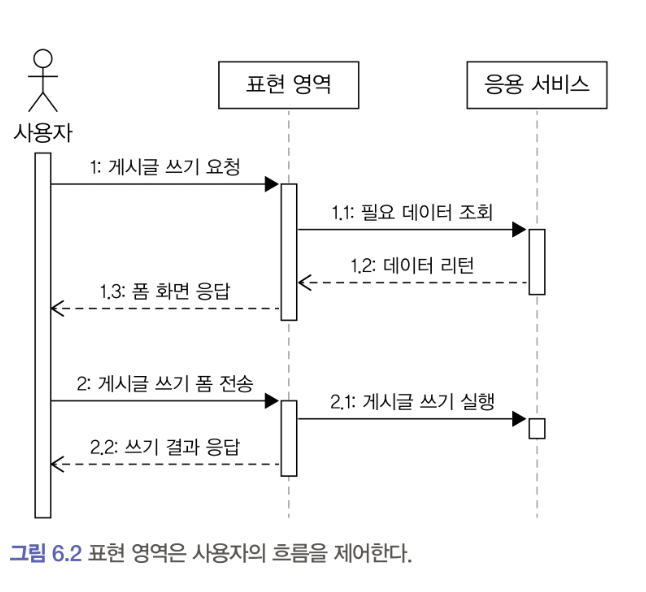 표현 영역
응용 서비스
사용자
1: 게시글 쓰기 요청
1.1: 필요 데이터 조회
1.2: 데이터 리턴
1.3: 폼 화면 응답
2: 게시글 쓰기 폼 전송
2.1: 게시글 쓰기 실행
2.2: 쓰기 결과 응답
그림 6.2 표현 영역은 사용자의 흐름을 제어한다.